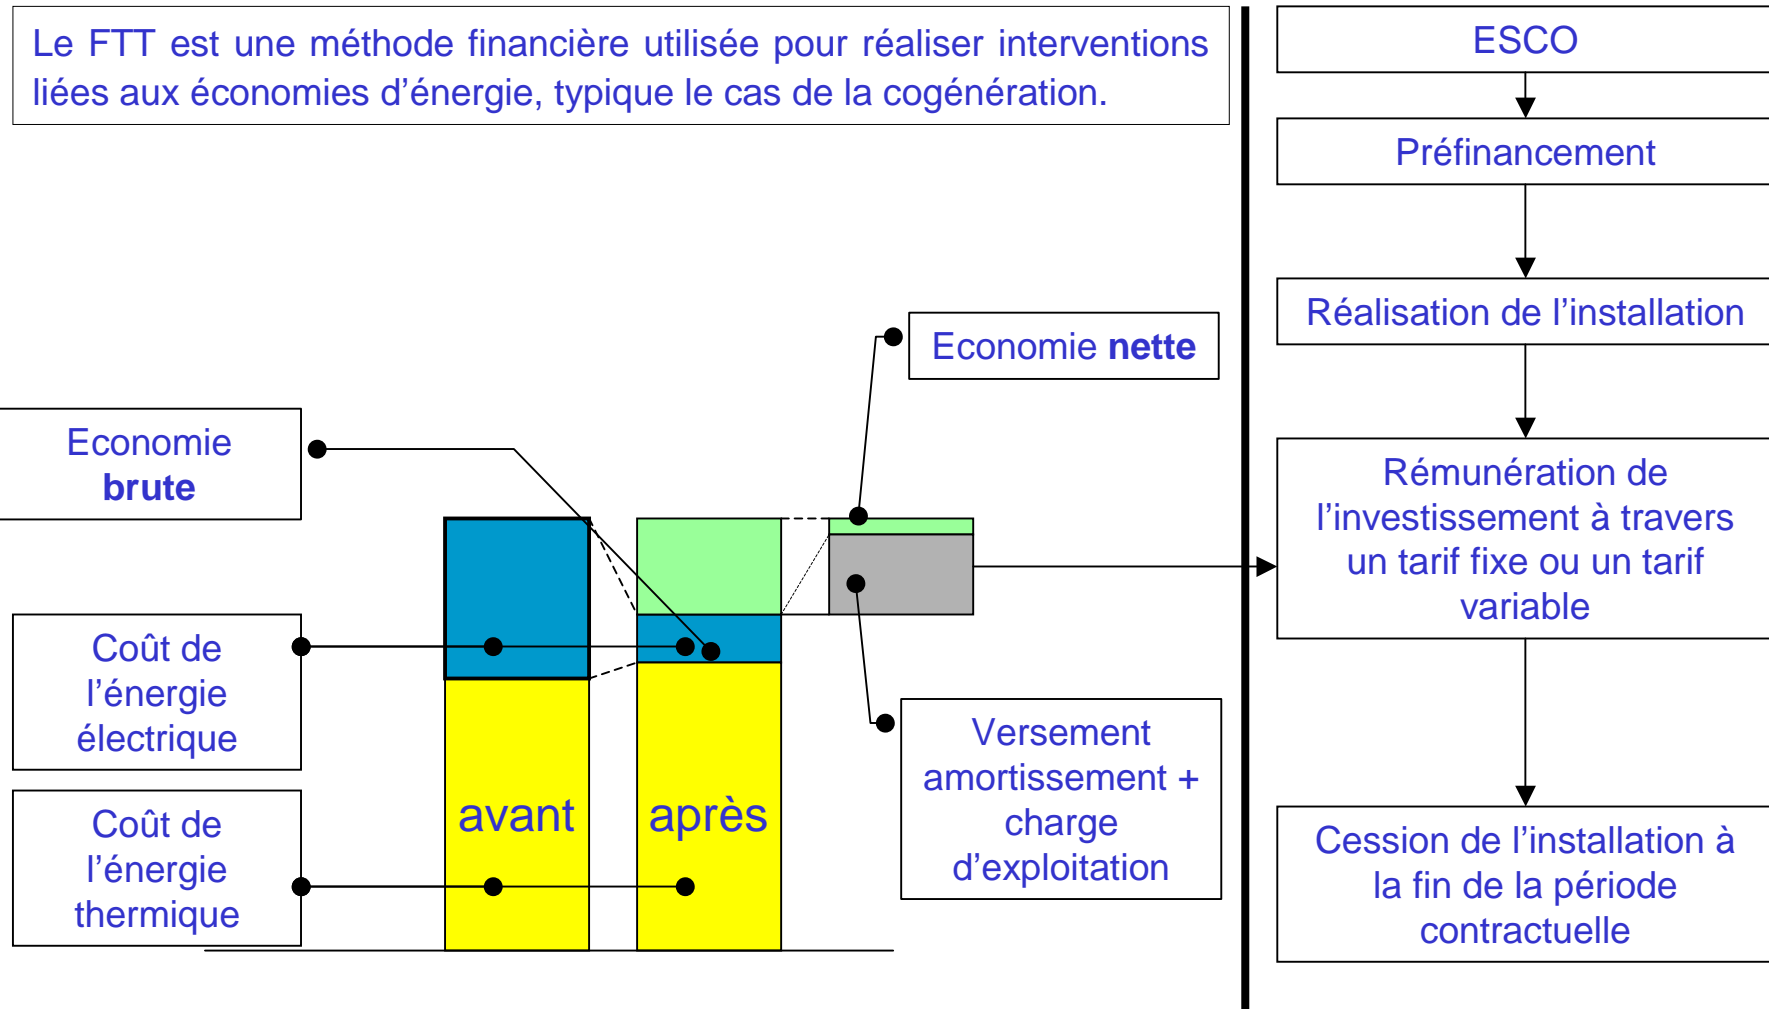 Le FTT est une méthode financière utilisée pour réaliser interventions
liées aux économies d’énergie, typique le cas de la cogénération.
Economie nette
Economie
brute
Coût de
l’énergie
électrique
Coût de
l’énergie
thermique
avant
après
Versement
amortissement +
charge
d’exploitation
ESCO
Préfinancement
Réalisation de l’installation
Rémunération de
l’investissement à travers
un tarif fixe ou un tarif
variable
Cession de l’installation à
la fin de la période
contractuelle